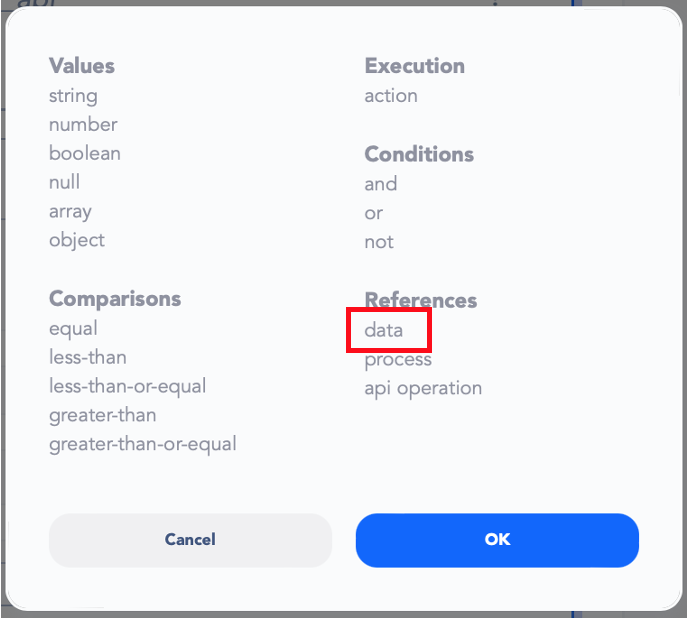 Values
string
number
boolean
null
array
object
Comparisons
equal
less-than
less-than-or-equal
greater-than
greater-than-or-equal
Execution
action
Conditions
and
or
not
References
data
process
api operation
Cancel
OK